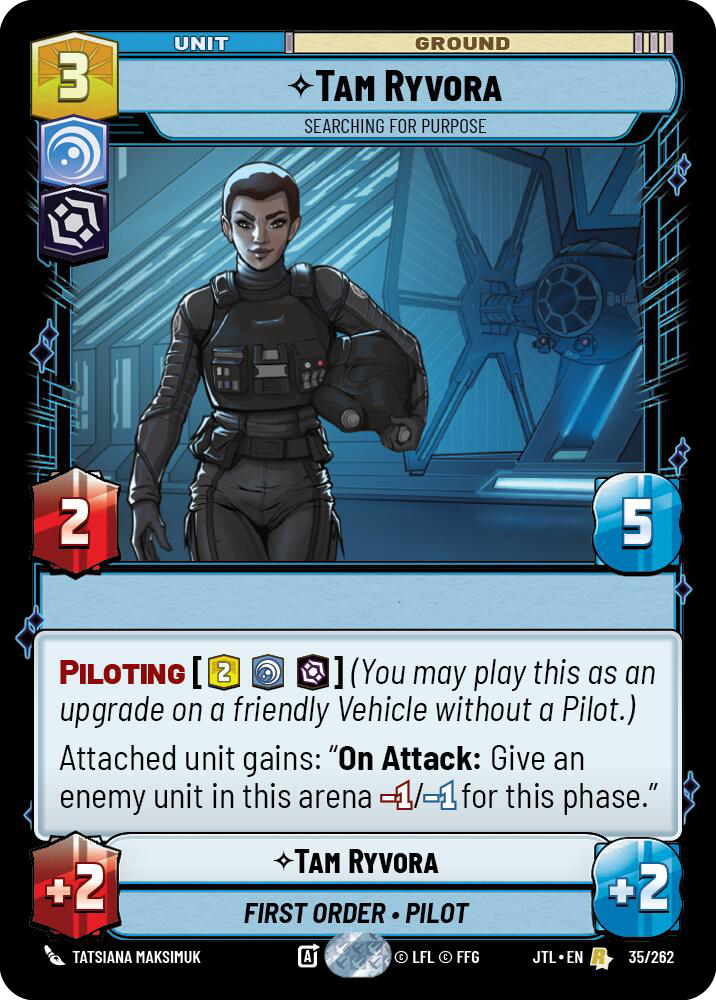 UNIT
GROUND
3
TAM RYVORA
SEARCHING FOR PURPOSE
2
5
PILOTING [2] (You may play this as an
upgrade on a friendly Vehicle without a Pilot.)
Attached unit gains: “On Attack: Give an
enemy unit in this arena -1/-1 for this phase.”
+2
TAM RYVORA
+2
FIRST ORDER • PILOT
TATSIANA MAKSIMUK
A
© LFL © FFG
JTL • EN
R
35/262